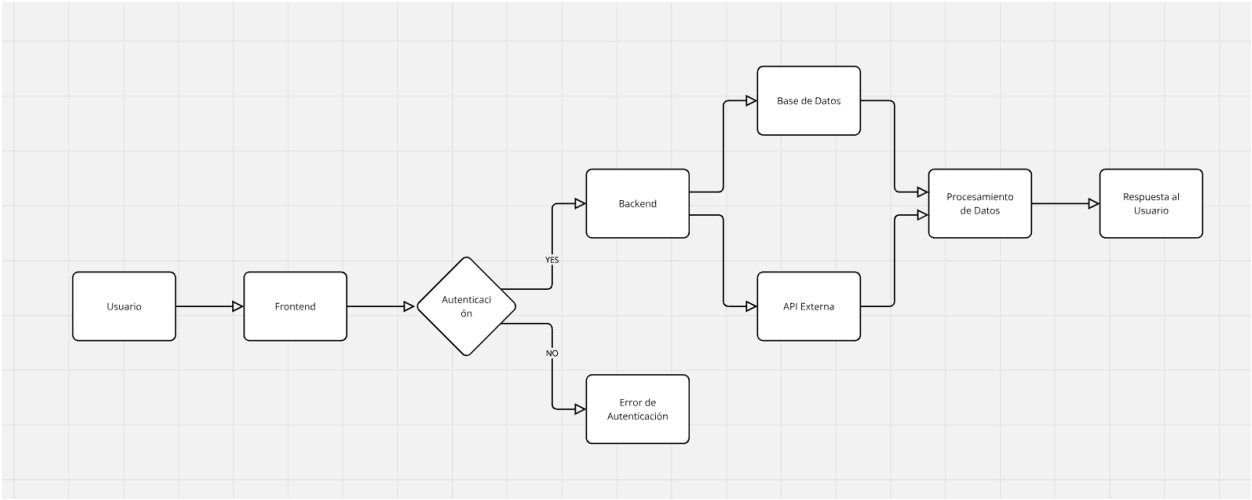 Usuario
Frontend
Autenticaci
ón
YES
NO
Backend
Error de
Autenticación
Base de Datos
API Externa
Procesamiento
de Datos
Respuesta al
Usuario